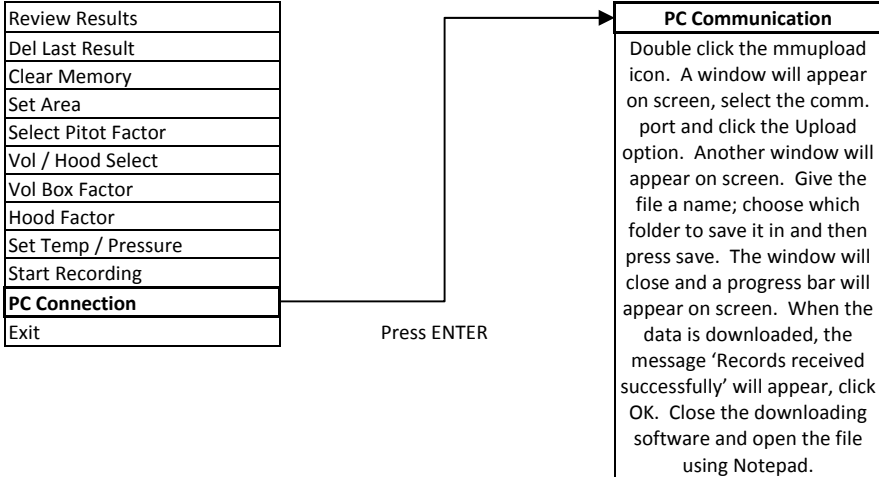 Review Results
Del Last Result
Clear Memory
Set Area
Select Pitot Factor
Vol / Hood Select
Vol Box Factor
Hood Factor
Set Temp / Pressure
Start Recording
PC Connection
Exit
Press ENTER
PC Communication
Double click the mmupload
icon. A window will appear
on screen, select the comm.
port and click the Upload
option. Another window will
appear on screen. Give the
file a name; choose which
folder to save it in and then
press save. The window will
close and a progress bar will
appear on screen. When the
data is downloaded, the
message ‘Records received
successfully’ will appear, click
OK. Close the downloading
software and open the file
using Notepad.